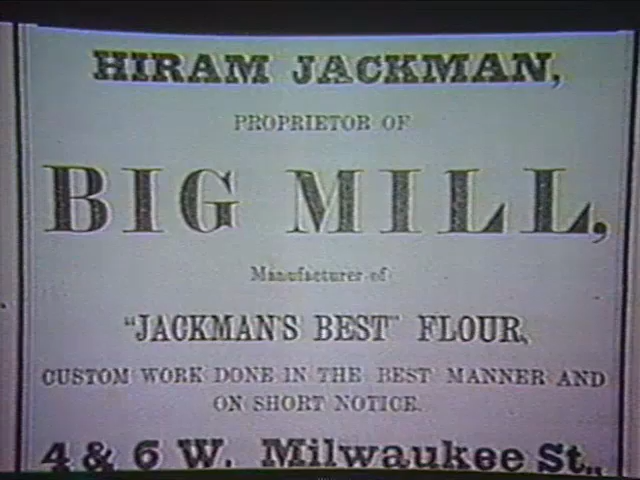 HIRAM JACKMAN,
PROPRIETOR OF
BIG MILL,
Manufacturer of
"JACKMAN'S BEST" FLOUR,
CUSTOM WORK DONE IN THE BEST MANNER AND
ON SHORT NOTICE.
4 & 6 W. Milwaukee St.,